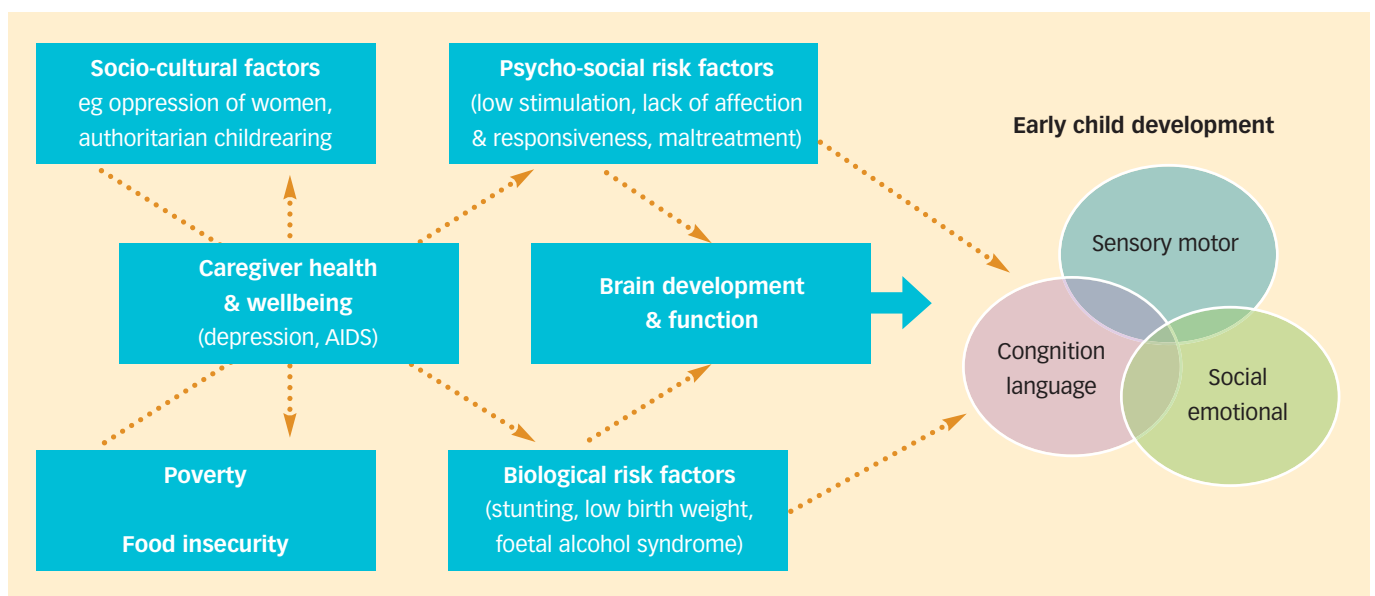 Socio-cultural factors
eg oppression of women,
authoritarian childrearing
Psycho-social risk factors
(low stimulation, lack of affection
& responsiveness, maltreatment)
Early child development
Sensory motor
Caregiver health
& wellbeing
(depression, AIDS)
Brain development
& function
Congnition
language
Social
emotional
Poverty
Food insecurity
Biological risk factors
(stunting, low birth weight,
foetal alcohol syndrome)